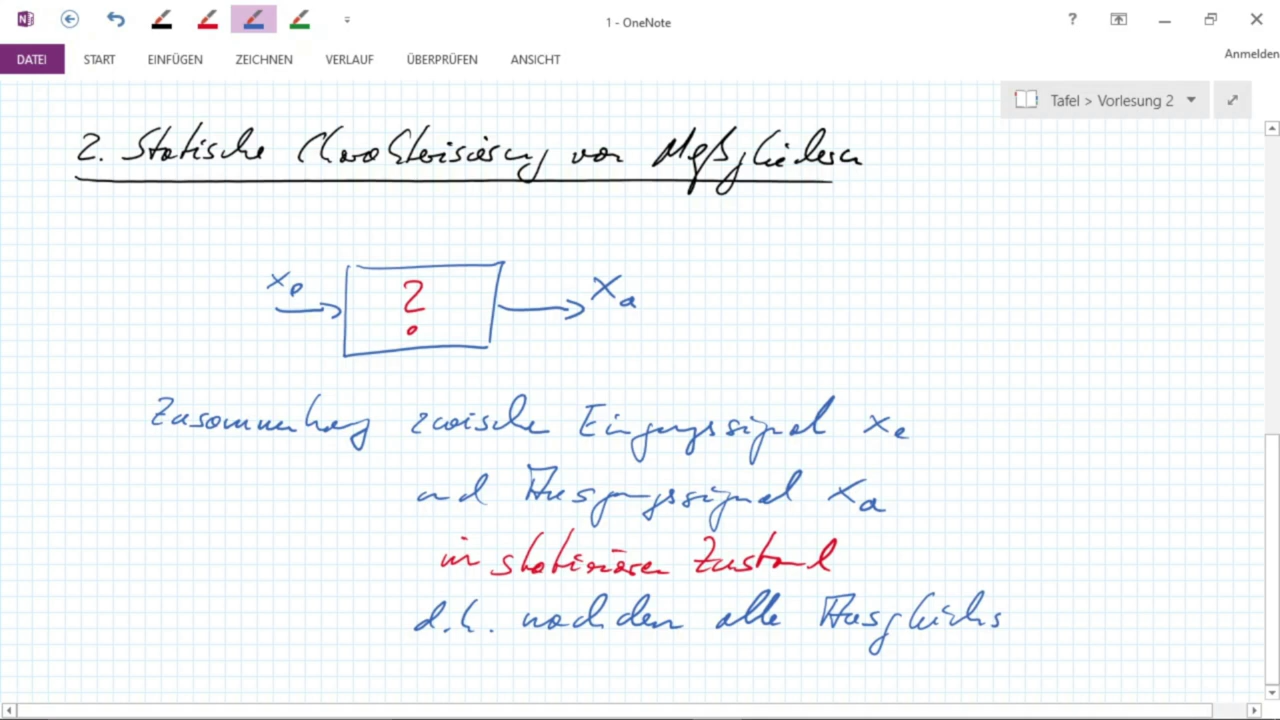 1 - OneNote
?
DATEI START EINFÜGEN ZEICHNEN VERLAUF ÜBERPRÜFEN ANSICHT
Anmelden
Tafel > Vorlesung 2
2. Statische Charakterisierung von Meßgliedern
xe ? xa
Zusammenhang zwischen Eingangssignal xe
und Ausgangssignal xa
im stationären Zustand
d.h. nachdem alle Ausgleichs